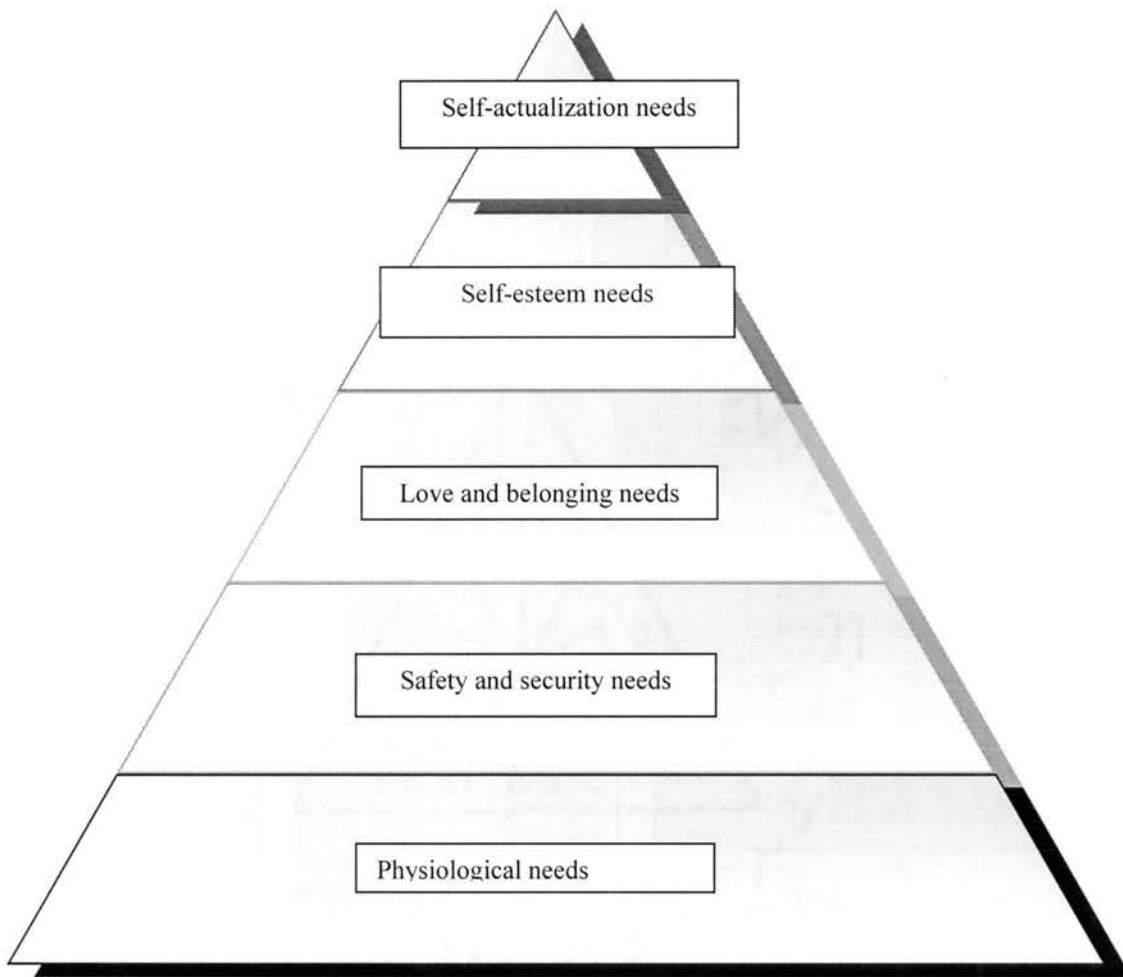 Self-actualization needs
Self-esteem needs
Love and belonging needs
Safety and security needs
Physiological needs